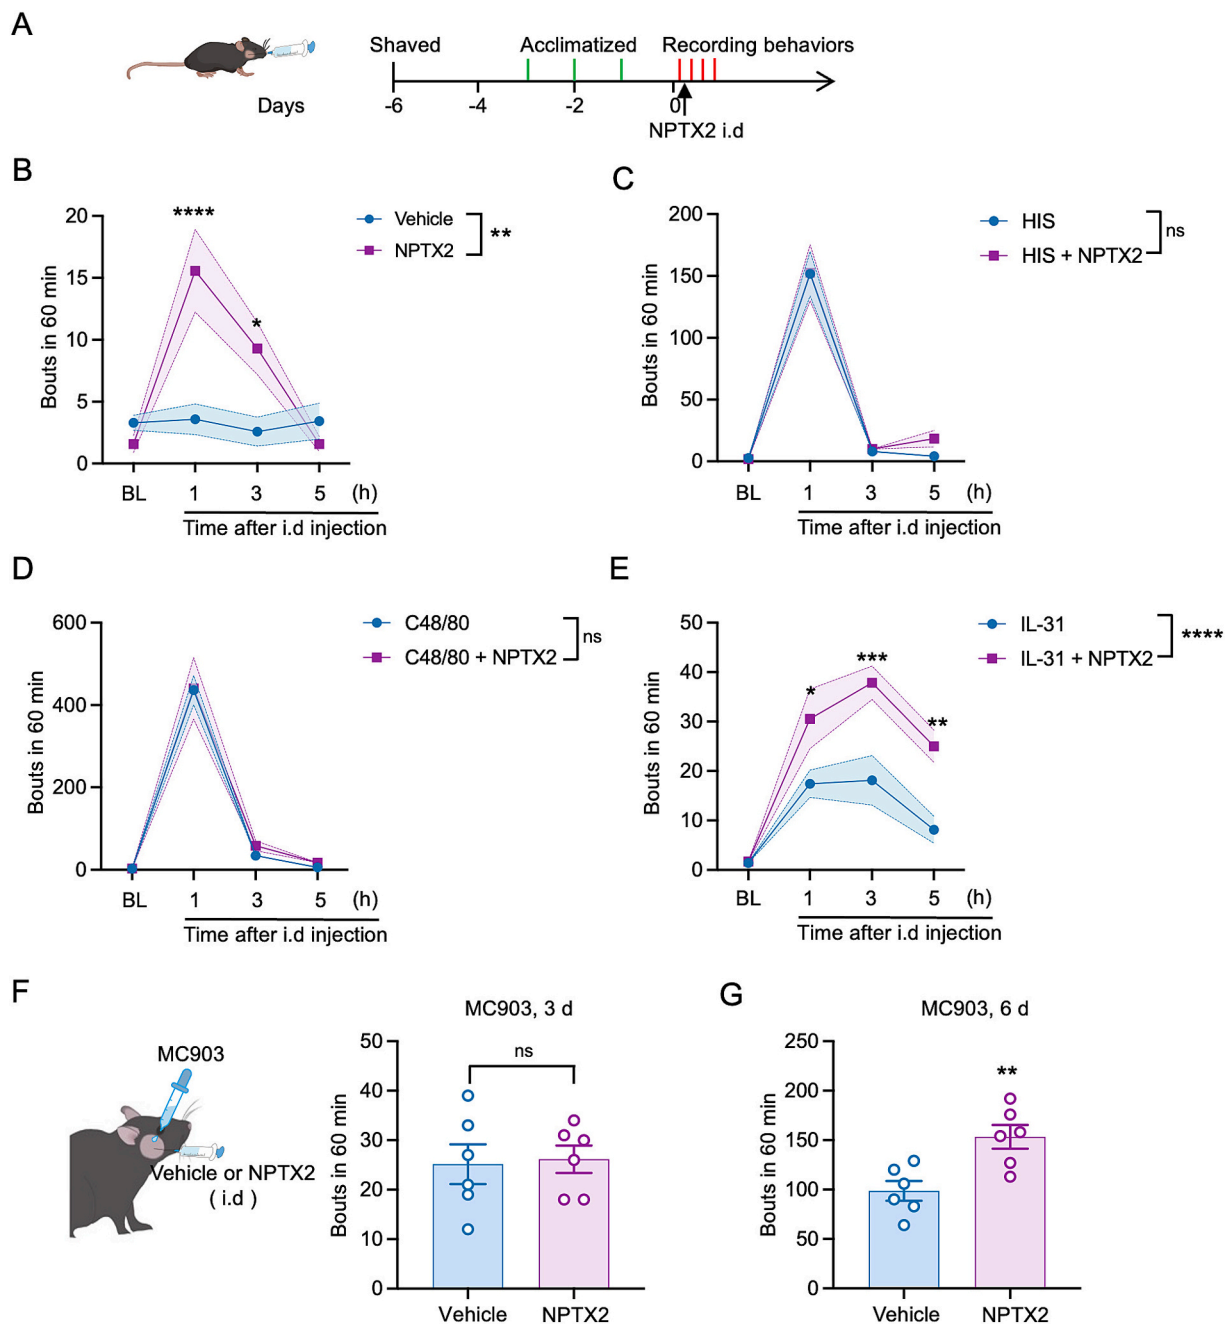 A
Shaved Acclimatized Recording behaviors
Days -6 -4 -2 0
NPTX2 i.d
B
20
15
10
5
0
Bouts in 60 min
****
*
Vehicle
NPTX2
**
BL 1 3 5 (h)
Time after i.d injection
C
200
150
100
50
0
Bouts in 60 min
HIS
HIS + NPTX2
ns
BL 1 3 5 (h)
Time after i.d injection
D
600
400
200
0
Bouts in 60 min
C48/80
C48/80 + NPTX2
ns
BL 1 3 5 (h)
Time after i.d injection
E
50
40
30
20
10
0
Bouts in 60 min
*
***
**
IL-31
IL-31 + NPTX2
****
BL 1 3 5 (h)
Time after i.d injection
F
MC903
Vehicle or NPTX2
( i.d )
MC903, 3 d
50
40
30
20
10
0
Bouts in 60 min
ns
Vehicle NPTX2
G
MC903, 6 d
250
200
150
100
50
0
Bouts in 60 min
**
Vehicle NPTX2